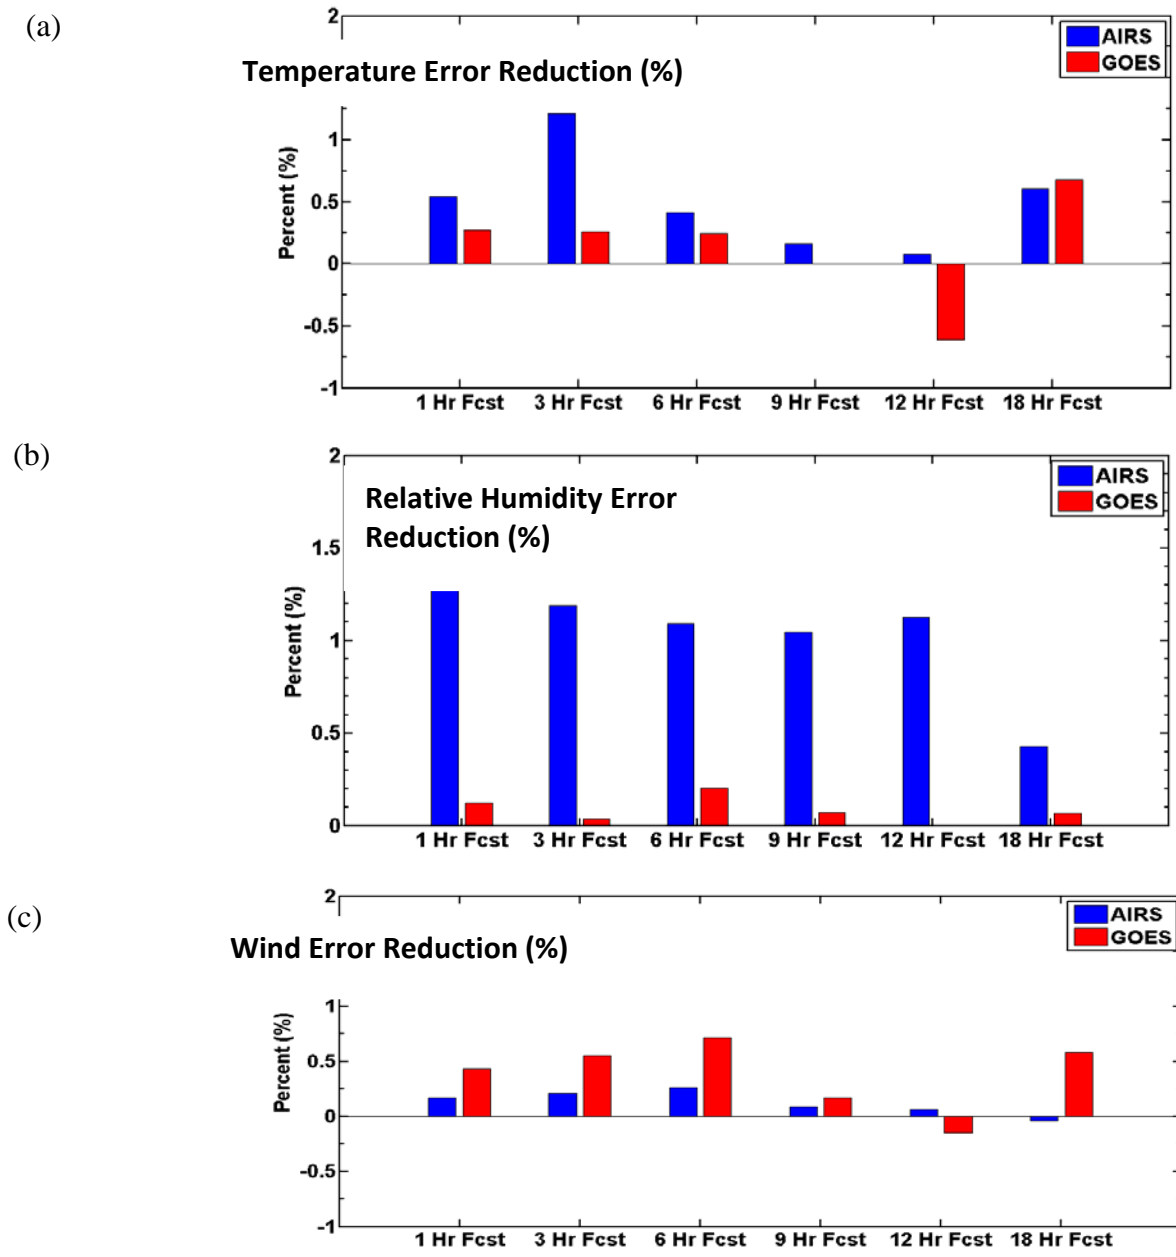 (a)
2
AIRS
GOES
Temperature Error Reduction (%)
Percent (%)
1
0.5
0
-0.5
-1
1 Hr Fcst 3 Hr Fcst 6 Hr Fcst 9 Hr Fcst 12 Hr Fcst 18 Hr Fcst
(b)
2
AIRS
GOES
Relative Humidity Error
Reduction (%)
Percent (%)
1.5
1
0.5
0
1 Hr Fcst 3 Hr Fcst 6 Hr Fcst 9 Hr Fcst 12 Hr Fcst 18 Hr Fcst
(c)
2
AIRS
GOES
Wind Error Reduction (%)
Percent (%)
1
0.5
0
-0.5
-1
1 Hr Fcst 3 Hr Fcst 6 Hr Fcst 9 Hr Fcst 12 Hr Fcst 18 Hr Fcst